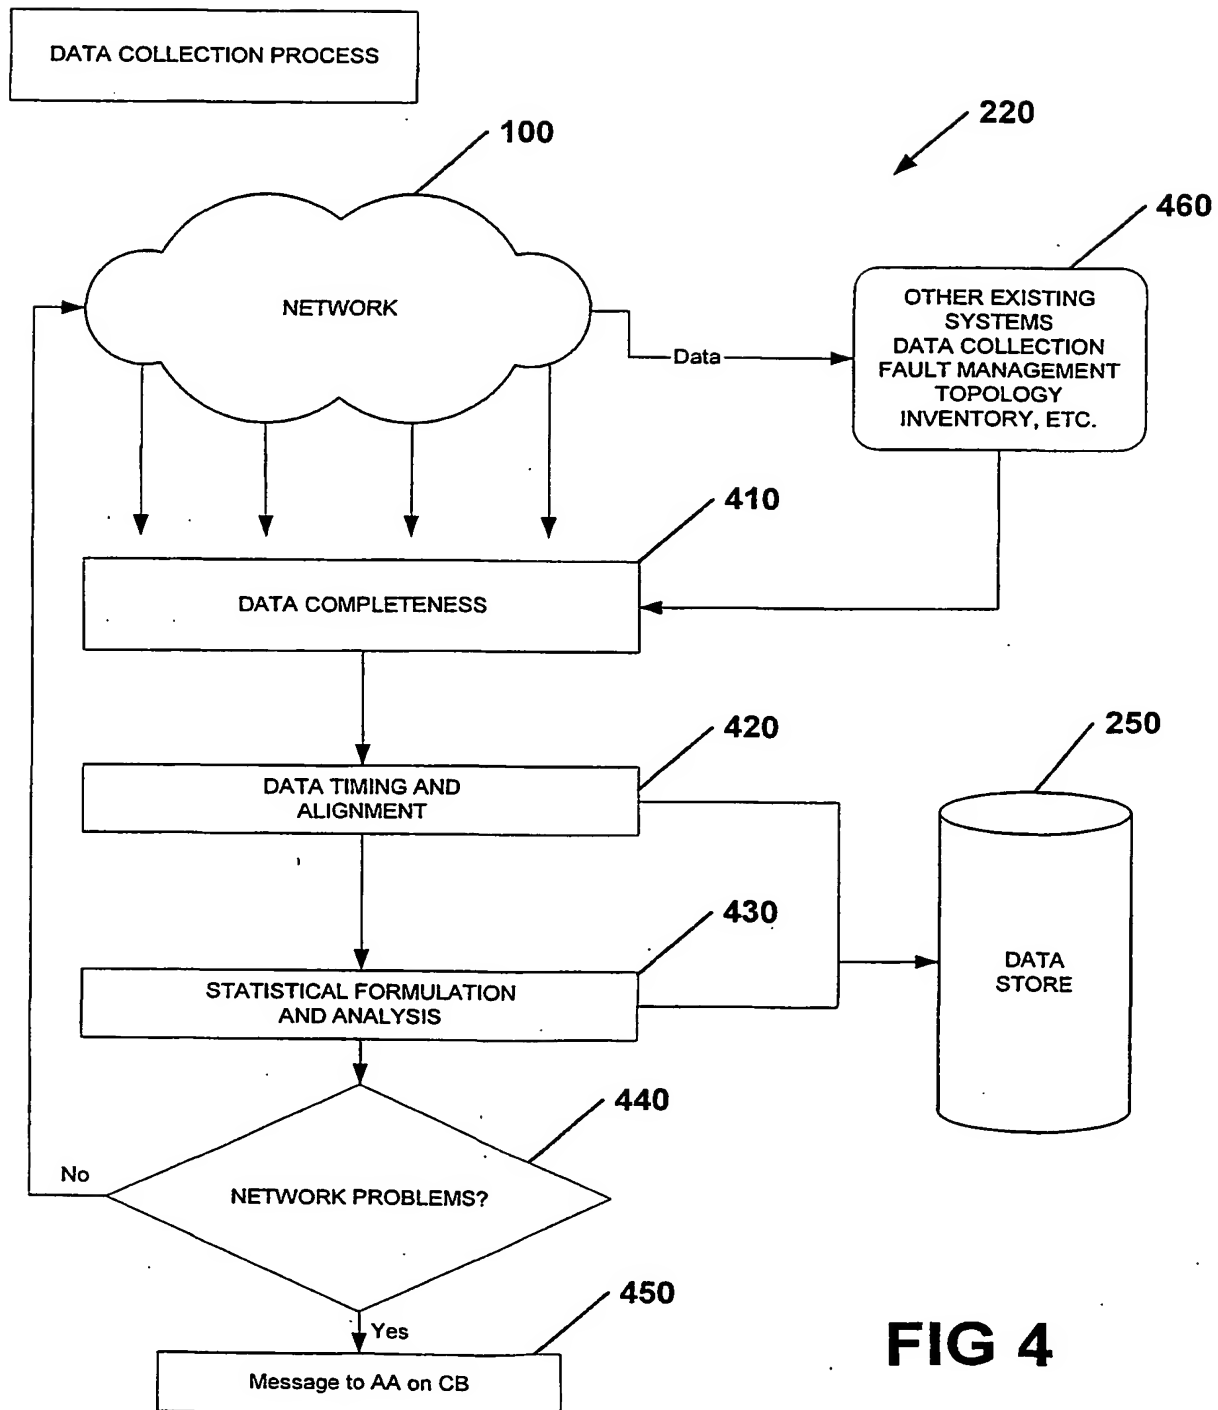 DATA COLLECTION PROCESS
100
220
460
NETWORK
Data
OTHER EXISTING
SYSTEMS
DATA COLLECTION
FAULT MANAGEMENT
TOPOLOGY
INVENTORY, ETC.
410
DATA COMPLETENESS
420
250
DATA TIMING AND
ALIGNMENT
430
STATISTICAL FORMULATION
AND ANALYSIS
DATA
STORE
440
No
NETWORK PROBLEMS?
450
Yes
Message to AA on CB
FIG 4